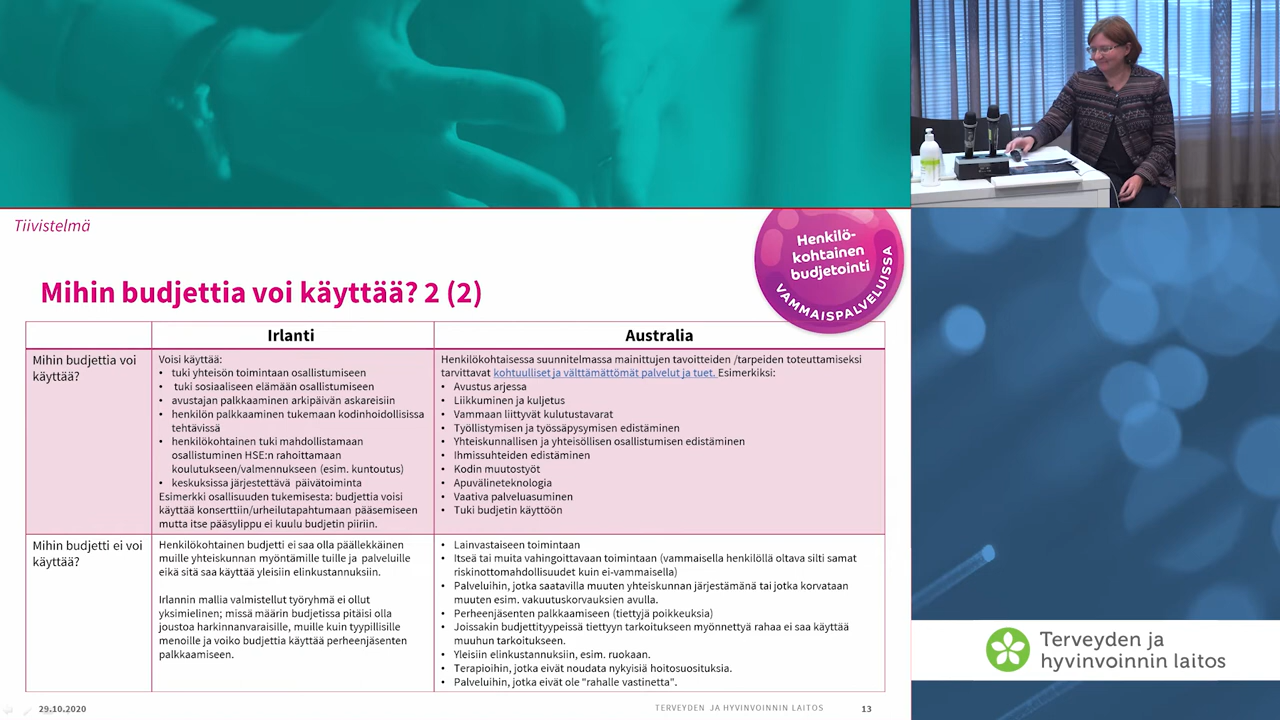 Tiivistelmä
Henkilö-
kohtainen
budjetointi
VAMMAISPALVELUISSA
Mihin budjettia voi käyttää? 2 (2)
Irlanti
Australia
Mihin budjettia voi
käyttää?
Voisi käyttää:
• tuki yhteisön toimintaan osallistumiseen
• tuki sosiaaliseen elämään osallistumiseen
• avustajan palkkaaminen arkipäivän askareisiin
• henkilön palkkaaminen tukemaan kodinhoidollisissa
tehtävissä
• henkilökohtainen tuki mahdollistamaan
osallistuminen HSE:n rahoittamaan
koulutukseen/valmennukseen (esim. kuntoutus)
• keskuksissa järjestettävä päivätoiminta
Esimerkki osallisuuden tukemisesta: budjettia voisi
käyttää konserttiin/urheilutapahtumaan pääsemiseen
mutta itse pääsylippu ei kuulu budjetin piiriin.
Henkilökohtaisessa suunnitelmassa mainittujen tavoitteiden /tarpeiden toteuttamiseksi
tarvittavat kohtuulliset ja välttämättömät palvelut ja tuet. Esimerkiksi:
• Avustus arjessa
• Liikkuminen ja kuljetus
• Vammaan liittyvät kulutustavarat
• Työllistymisen ja työssäpysymisen edistäminen
• Yhteiskunnallisen ja yhteisöllisen osallistumisen edistäminen
• Ihmissuhteiden edistäminen
• Kodin muutostyöt
• Apuvälineteknologia
• Vaativa palveluasuminen
• Tuki budjetin käyttöön
Mihin budjetti ei voi
käyttää?
Henkilökohtainen budjetti ei saa olla päällekkäinen
muille yhteiskunnan myöntämille tuille ja palveluille
eikä sitä saa käyttää yleisiin elinkustannuksiin.
Irlannin mallia valmistellut työryhmä ei ollut
yksimielinen; missä määrin budjetissa pitäisi olla
joustoa harkinnanvaraisille, muille kuin tyypillisille
menoille ja voiko budjettia käyttää perheenjäsenten
palkkaamiseen.
• Lainvastaiseen toimintaan
• Itseä tai muita vahingoittavaan toimintaan (vammaisella henkilöllä oltava silti samat
riskinottomahdollisuudet kuin ei-vammaisella)
• Palveluihin, jotka saatavilla muuten yhteiskunnan järjestämänä tai jotka korvataan
muuten esim. vakuutuskorvauksien avulla.
• Perheenjäsenten palkkaamiseen (tiettyjä poikkeuksia)
• Joissakin budjettityypeissä tiettyyn tarkoitukseen myönnettyä rahaa ei saa käyttää
muuhun tarkoitukseen.
• Yleisiin elinkustannuksiin, esim. ruokaan.
• Terapioihin, jotka eivät noudata nykyisiä hoitosuosituksia.
• Palveluihin, jotka eivät ole "rahalle vastinetta".
29.10.2020
TERVEYDEN JA HYVINVOINNIN LAITOS
13
Terveyden ja
hyvinvoinnin laitos